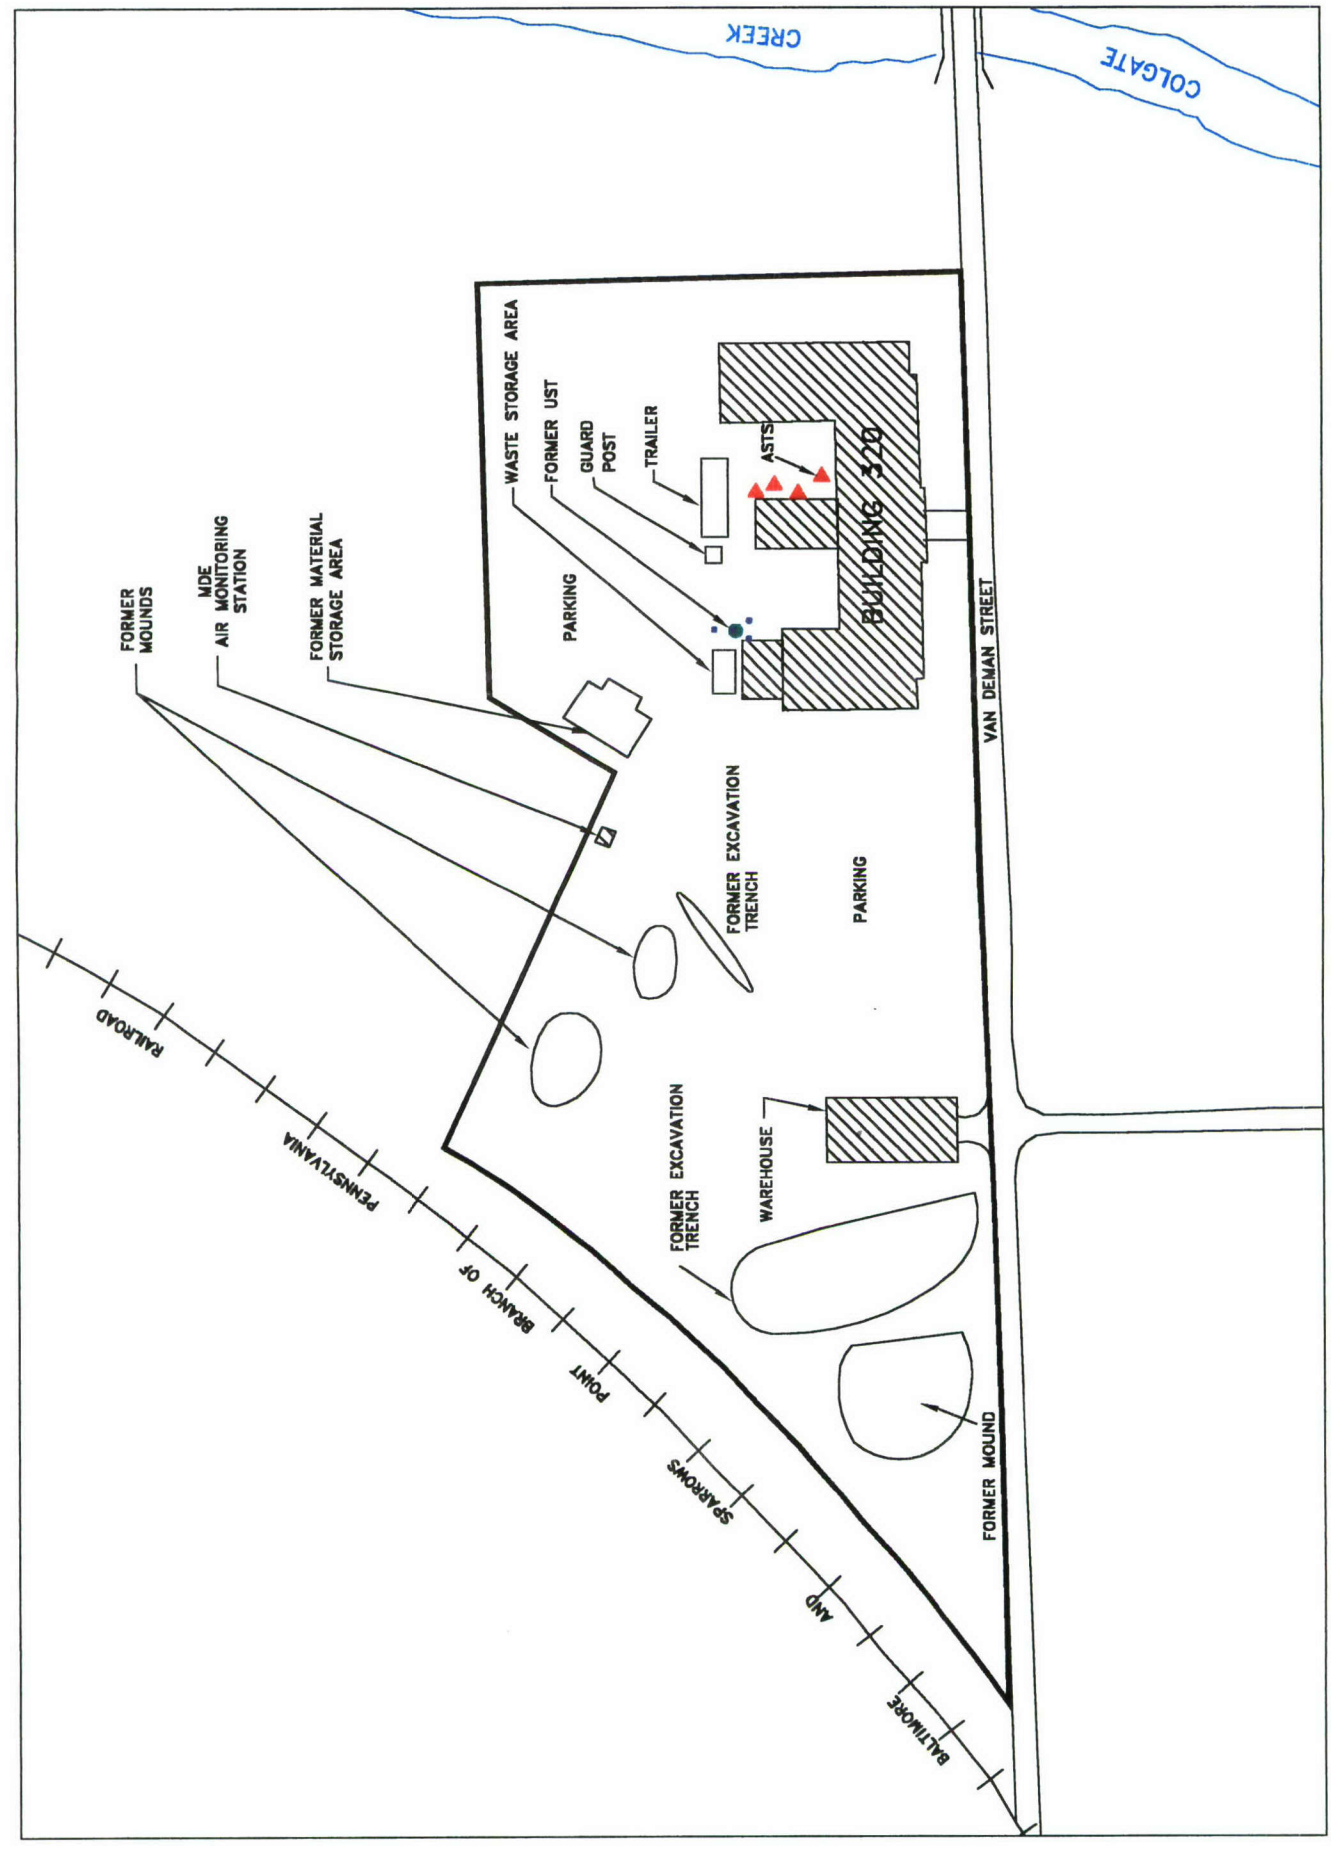 COLGATE
CREEK
WASTE STORAGE AREA
FORMER UST
GUARD
POST
TRAILER
ASTS
BUILDING 320
MDE
AIR MONITORING
STATION
FORMER MATERIAL
STORAGE AREA
FORMER
MOUNDS
PARKING
VAN DEMAN STREET
FORMER EXCAVATION
TRENCH
PARKING
FORMER EXCAVATION
TRENCH
WAREHOUSE
FORMER MOUND
BALTIMORE
AND
SPARROWS
POINT
BRANCH OF
PENNSYLVANIA
RAILROAD